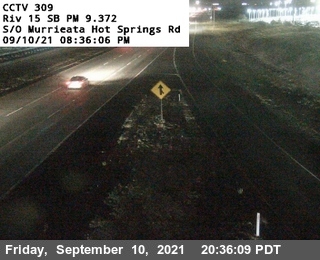 CCTV 309
Riv 15 SB PM 9.372
S/O Murrieata Hot Springs Rd
09/10/21 08:36:06 PM
Friday, September 10, 2021 20:36:09 PDT